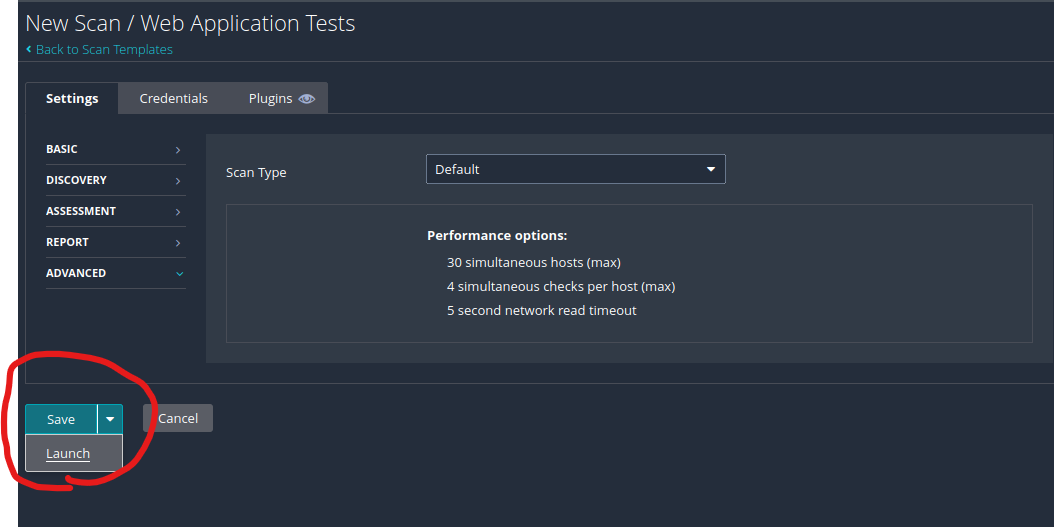 New Scan / Web Application Tests
Back to Scan Templates
Settings Credentials Plugins
BASIC
DISCOVERY
ASSESSMENT
REPORT
ADVANCED
Scan Type Default
Performance options:
30 simultaneous hosts (max)
4 simultaneous checks per host (max)
5 second network read timeout
Save Cancel
Launch